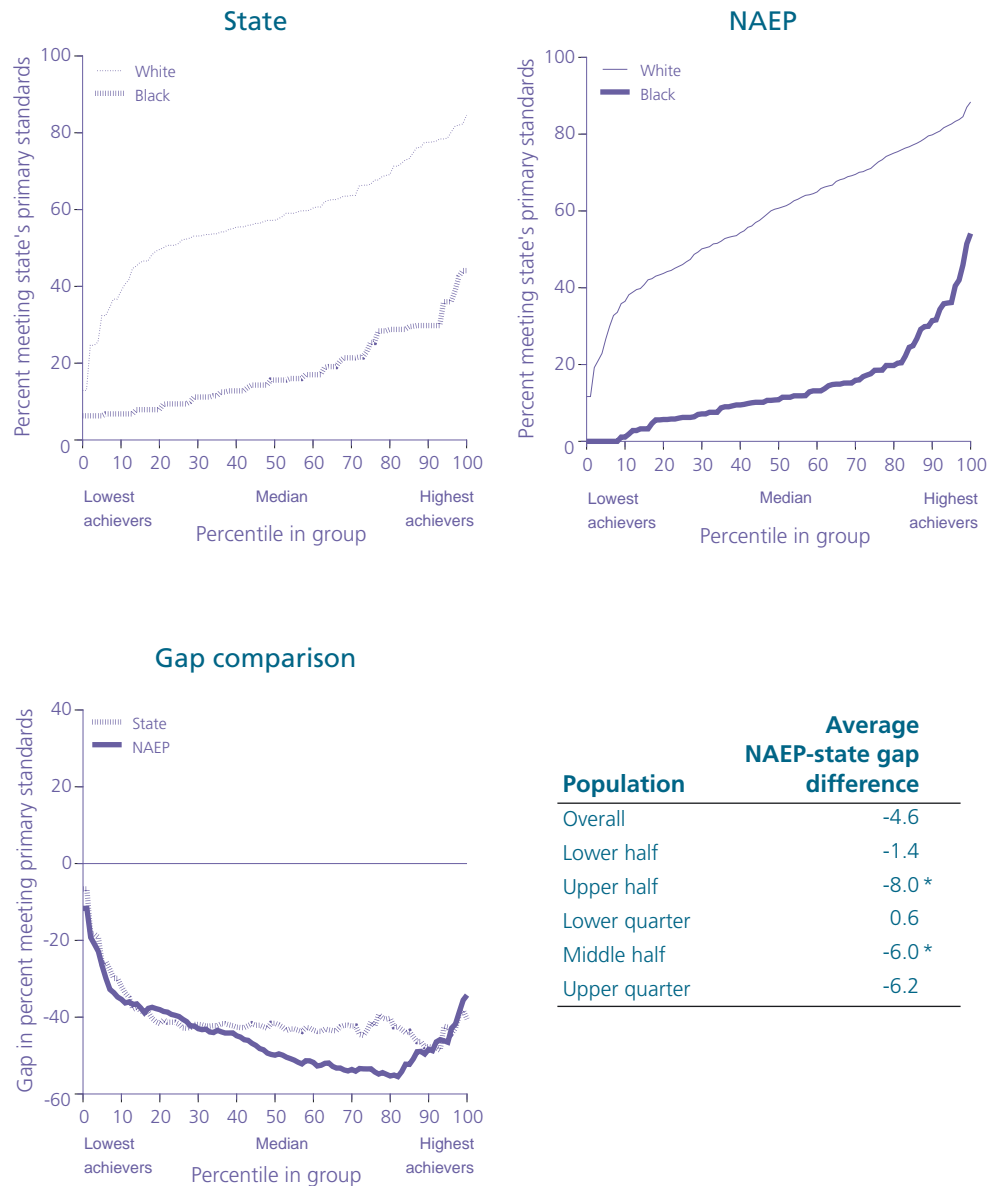 State
Percent meeting state's primary standards
100
80
60
40
20
0
White
Black
0 10 20 30 40 50 60 70 80 90 100
Lowest achievers
Median
Highest achievers
Percentile in group
NAEP
Percent meeting state's primary standards
100
80
60
40
20
0
White
Black
0 10 20 30 40 50 60 70 80 90 100
Lowest achievers
Median
Highest achievers
Percentile in group
Gap comparison
Gap in percent meeting primary standards
40
20
0
-20
-40
-60
State
NAEP
0 10 20 30 40 50 60 70 80 90 100
Lowest achievers
Median
Highest achievers
Percentile in group
Population Average NAEP-state gap difference
Overall -4.6
Lower half -1.4
Upper half -8.0 *
Lower quarter 0.6
Middle half -6.0 *
Upper quarter -6.2